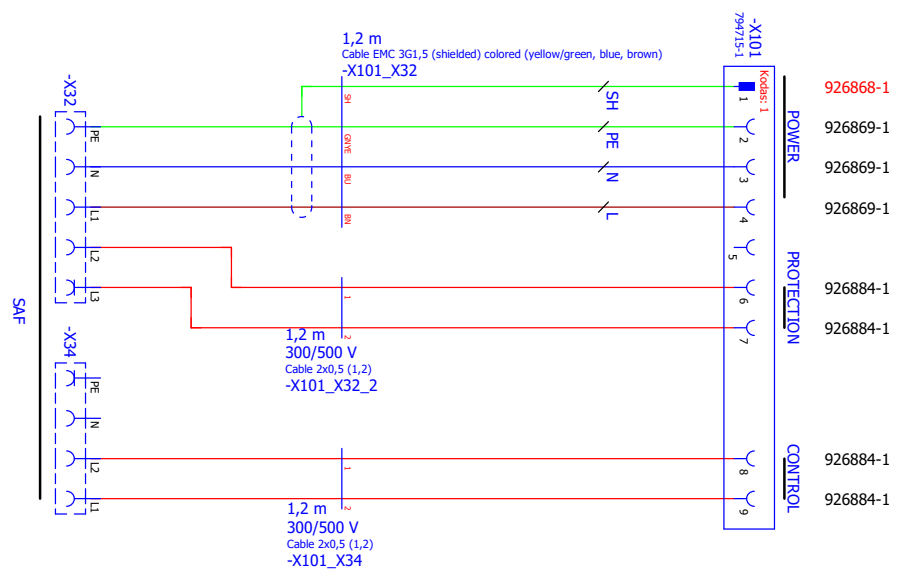 1,2 m
Cable EMC 3G1,5 (shielded) colored (yellow/green, blue, brown)
-X101_X32
-X101
794715-1
Kodas: 1
-X32
SH
SH
1
926868-1
PE
GNYE
PE
2
926869-1
N
BU
N
3
926869-1
POWER
L1
BN
L
4
926869-1
L2
5
L3
1
6
926884-1
PROTECTION
2
7
926884-1
SAF
1,2 m
300/500 V
Cable 2x0,5 (1,2)
-X101_X32_2
-X34
PE
N
L2
1
8
926884-1
CONTROL
L1
2
9
926884-1
1,2 m
300/500 V
Cable 2x0,5 (1,2)
-X101_X34